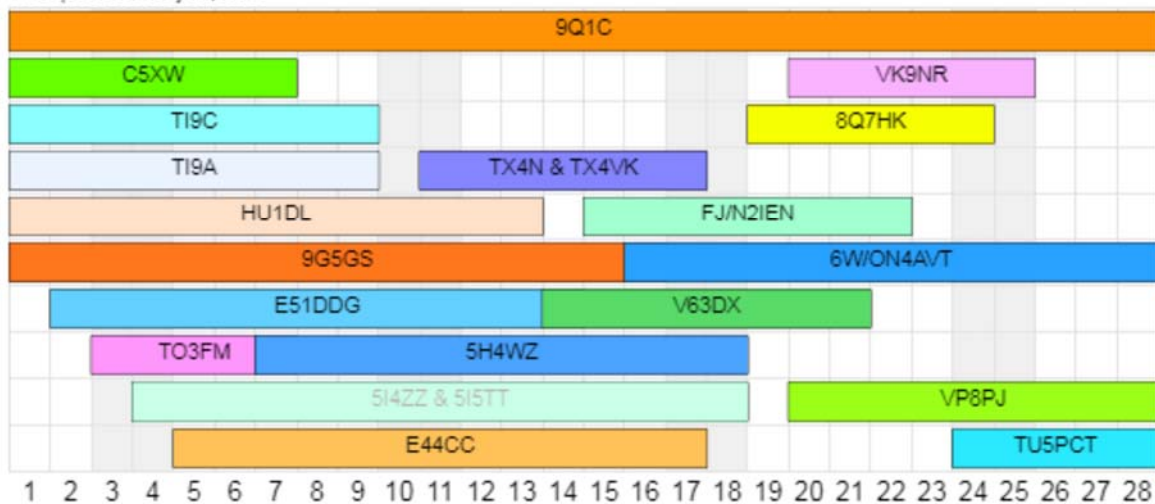 9Q1C
C5XW VK9NR
TI9C 8Q7HK
TI9A TX4N & TX4VK
HU1DL FJ/N2IEN
9G5GS 6W/ON4AVT
E51DDG V63DX
TO3FM 5H4WZ
5I4ZZ & 5I5TT VP8PJ
E44CC TU5PCT
1 2 3 4 5 6 7 8 9 10 11 12 13 14 15 16 17 18 19 20 21 22 23 24 25 26 27 28